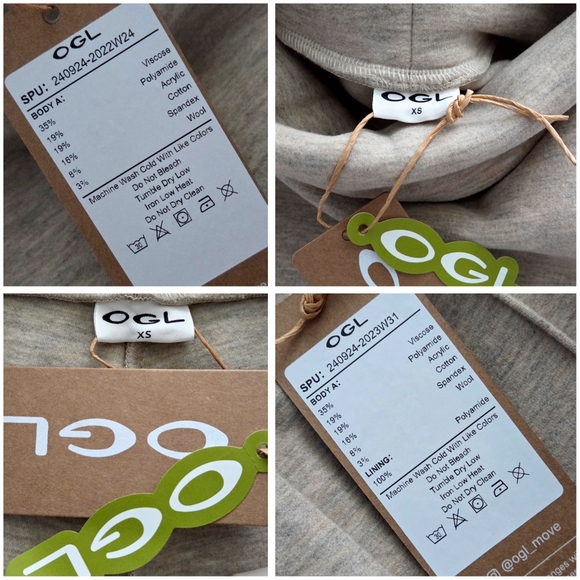 OGL
SPU: 240924-2022W24
BODY A:
35% Viscose
19% Polyamide
19% Acrylic
16% Cotton
8% Spandex
3% Wool
Machine Wash Cold With Like Colors
Do Not Bleach
Tumble Dry Low
Iron Low Heat
Do Not Dry Clean
30
OGL
XS
OGL
OGL
XS
OGL
OGL
OGL
SPU: 240924-2023W31
BODY A:
35% Viscose
19% Polyamide
19% Acrylic
16% Cotton
8% Spandex
3% Wool
LINING:
100% Polyamide
Machine Wash Cold With Like Colors
Do Not Bleach
Tumble Dry Low
Iron Low Heat
Do Not Dry Clean
30
@ogl_move